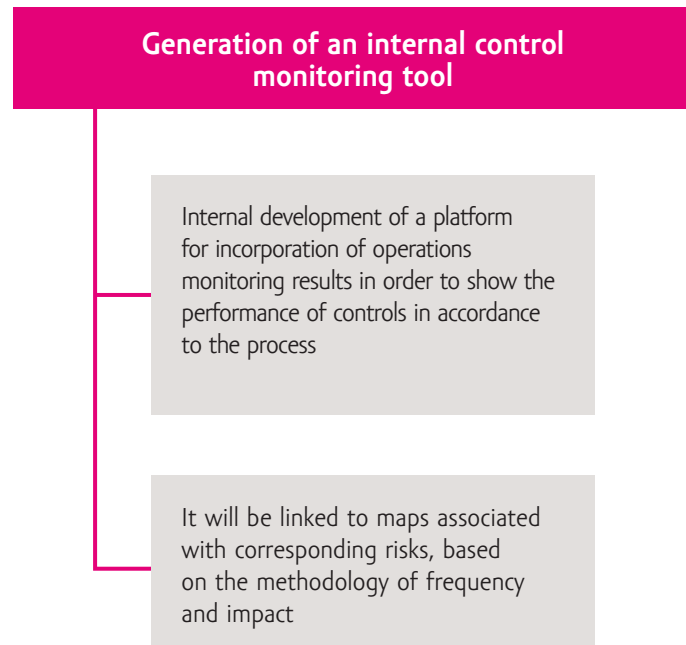 Generation of an internal control
monitoring tool
Internal development of a platform
for incorporation of operations
monitoring results in order to show the
performance of controls in accordance
to the process
It will be linked to maps associated
with corresponding risks, based
on the methodology of frequency
and impact